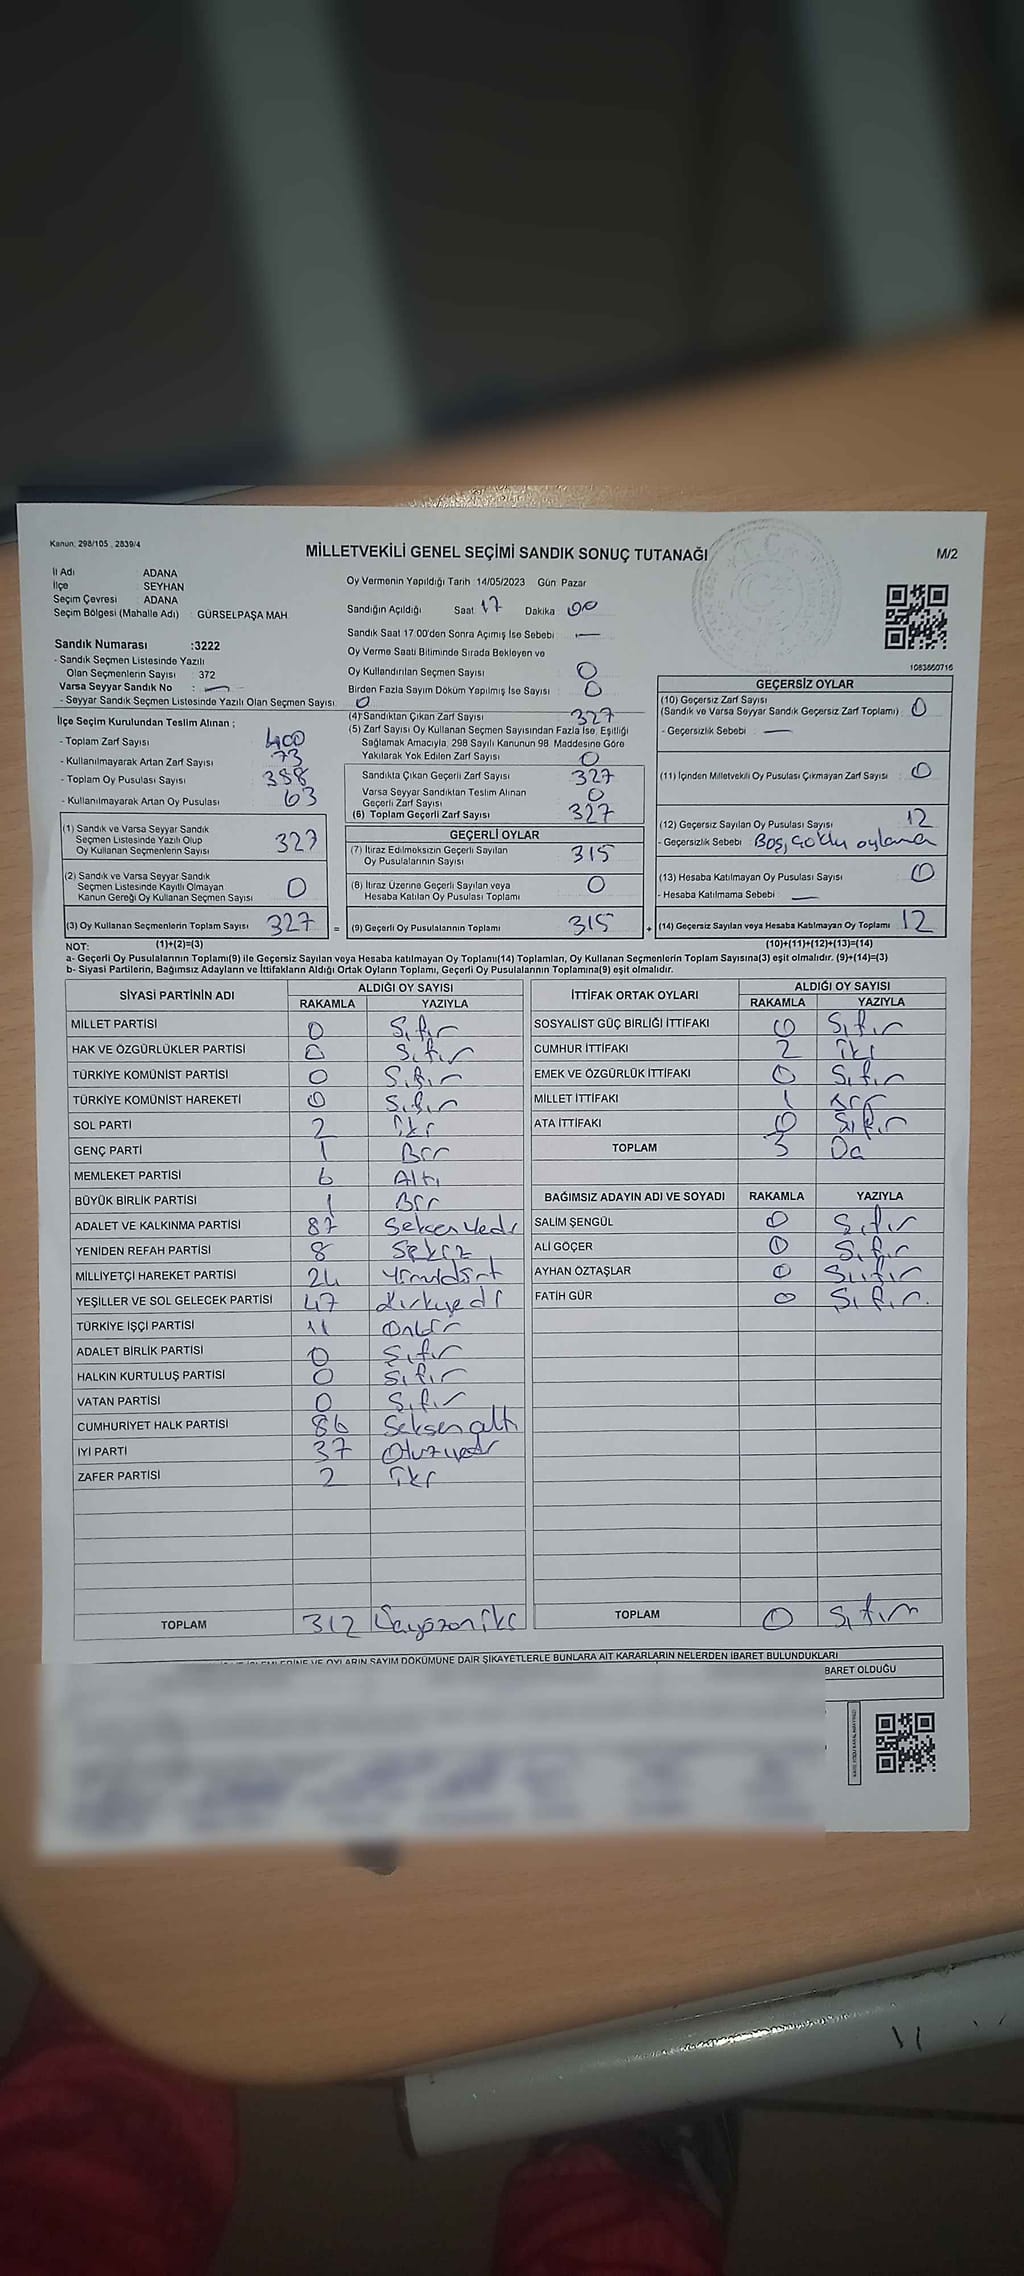 Kanun: 298/105 , 2839/4
MİLLETVEKİLİ GENEL SEÇİMİ SANDIK SONUÇ TUTANAĞI
M/2
İl Adı : ADANA
İlçe : SEYHAN
Seçim Çevresi : ADANA
Seçim Bölgesi (Mahalle Adı) : GÜRSELPAŞA MAH
Sandık Numarası :3222
- Sandık Seçmen Listesinde Yazılı
Olan Seçmenlerin Sayısı : 372
Varsa Seyyar Sandık No : —
- Seyyar Sandık Seçmen Listesinde Yazılı Olan Seçmen Sayısı: 0
Oy Vermenin Yapıldığı Tarih 14/05/2023 Gün Pazar
Sandığın Açıldığı Saat 17 Dakika 00
Sandık Saat 17:00'den Sonra Açımış İse Sebebi —
Oy Verme Saati Bitiminde Sırada Bekleyen ve
Oy Kullandırılan Seçmen Sayısı 0
Birden Fazla Sayım Döküm Yapılmış İse Sayısı 0
1083860716
İlçe Seçim Kurulundan Teslim Alınan ;
- Toplam Zarf Sayısı 400
- Kullanılmayarak Artan Zarf Sayısı 73
- Toplam Oy Pusulası Sayısı
- Kullanılmayarak Artan Oy Pusulası 63
(1) Sandık ve Varsa Seyyar Sandık
Seçmen Listesinde Yazılı Olup
Oy Kullanan Seçmenlerin Sayısı 327
(2) Sandık ve Varsa Seyyar Sandık
Seçmen Listesinde Kayıtlı Olmayan
Kanun Gereği Oy Kullanan Seçmen Sayısı 0
(3) Oy Kullanan Seçmenlerin Toplam Sayısı 327
(4) Sandıktan Çıkan Zarf Sayısı 327
(5) Zarf Sayısı Oy Kullanan Seçmen Sayısından Fazla İse, Eşitliği
Sağlamak Amacıyla, 298 Sayılı Kanunun 98. Maddesine Göre
Yakılarak Yok Edilen Zarf Sayısı 0
Sandıkta Çıkan Geçerli Zarf Sayısı 327
Varsa Seyyar Sandıktan Teslim Alınan
Geçerli Zarf Sayısı 0
(6) Toplam Geçerli Zarf Sayısı 327
GEÇERLİ OYLAR
(7) İtiraz Edilmeksizin Geçerli Sayılan
Oy Pusulalarının Sayısı 315
(8) İtiraz Üzerine Geçerli Sayılan veya
Hesaba Katılan Oy Pusulası Toplamı 0
= (9) Geçerli Oy Pusulalarının Toplamı 315
GEÇERSİZ OYLAR
(10) Geçersiz Zarf Sayısı
(Sandık ve Varsa Seyyar Sandık Geçersiz Zarf Toplamı) 0
- Geçersizlik Sebebi —
(11) İçinden Milletvekili Oy Pusulası Çıkmayan Zarf Sayısı 0
(12) Geçersiz Sayılan Oy Pusulası Sayısı 12
- Geçersizlik Sebebi Boş, oylama
(13) Hesaba Katılmayan Oy Pusulası Sayısı 0
- Hesaba Katılmama Sebebi —
+ (14) Geçersiz Sayılan veya Hesaba Katılmayan Oy Toplamı 12
NOT: (1)+(2)=(3) (10)+(11)+(12)+(13)=(14)
a- Geçerli Oy Pusulalarının Toplamı(9) ile Geçersiz Sayılan veya Hesaba katılmayan Oy Toplamı(14) Toplamları, Oy Kullanan Seçmenlerin Toplam Sayısına(3) eşit olmalıdır. (9)+(14)=(3)
b- Siyasi Partilerin, Bağımsız Adayların ve İttifakların Aldığı Ortak Oyların Toplamı, Geçerli Oy Pusulalarının Toplamına(9) eşit olmalıdır.
SİYASİ PARTİNİN ADI ALDIĞI OY SAYISI
RAKAMLA YAZIYLA
MİLLET PARTİSİ 0 Sıfır
HAK VE ÖZGÜRLÜKLER PARTİSİ 0 Sıfır
TÜRKİYE KOMÜNİST PARTİSİ 0 Sıfır
TÜRKİYE KOMÜNİST HAREKETİ 0 Sıfır
SOL PARTİ 2 İki
GENÇ PARTİ 1 Bir
MEMLEKET PARTİSİ 6 Altı
BÜYÜK BİRLİK PARTİSİ 1 Bir
ADALET VE KALKINMA PARTİSİ 87 Seksenyedi
YENİDEN REFAH PARTİSİ 8 Sekiz
MİLLİYETÇİ HAREKET PARTİSİ 24 Yirmidört
YEŞİLLER VE SOL GELECEK PARTİSİ 47 Kırkyedi
TÜRKİYE İŞÇİ PARTİSİ 11 Onbir
ADALET BİRLİK PARTİSİ 0 Sıfır
HALKIN KURTULUŞ PARTİSİ 0 Sıfır
VATAN PARTİSİ 0 Sıfır
CUMHURİYET HALK PARTİSİ 86 Seksenaltı
İYİ PARTİ 37 Otuzyedi
ZAFER PARTİSİ 2 İki
TOPLAM 312 Üçyüzoniki
İTTİFAK ORTAK OYLARI ALDIĞI OY SAYISI
RAKAMLA YAZIYLA
SOSYALİST GÜÇ BİRLİĞİ İTTİFAKI 0 Sıfır
CUMHUR İTTİFAKI 2 İki
EMEK VE ÖZGÜRLÜK İTTİFAKI 0 Sıfır
MİLLET İTTİFAKI 1 Bir
ATA İTTİFAKI 0 Sıfır
TOPLAM 3 Üç
BAĞIMSIZ ADAYIN ADI VE SOYADI RAKAMLA YAZIYLA
SALİM ŞENGÜL 0 Sıfır
ALİ GÖÇER 0 Sıfır
AYHAN ÖZTAŞLAR 0 Sıfır
FATİH GÜR 0 Sıfır.
TOPLAM 0 Sıfır
VE OYLARIN SAYIM DÖKÜMÜNE DAİR ŞİKAYETLERLE BUNLARA AİT KARARLARIN NELERDEN İBARET BULUNDUKLARI
BARET OLDUĞU